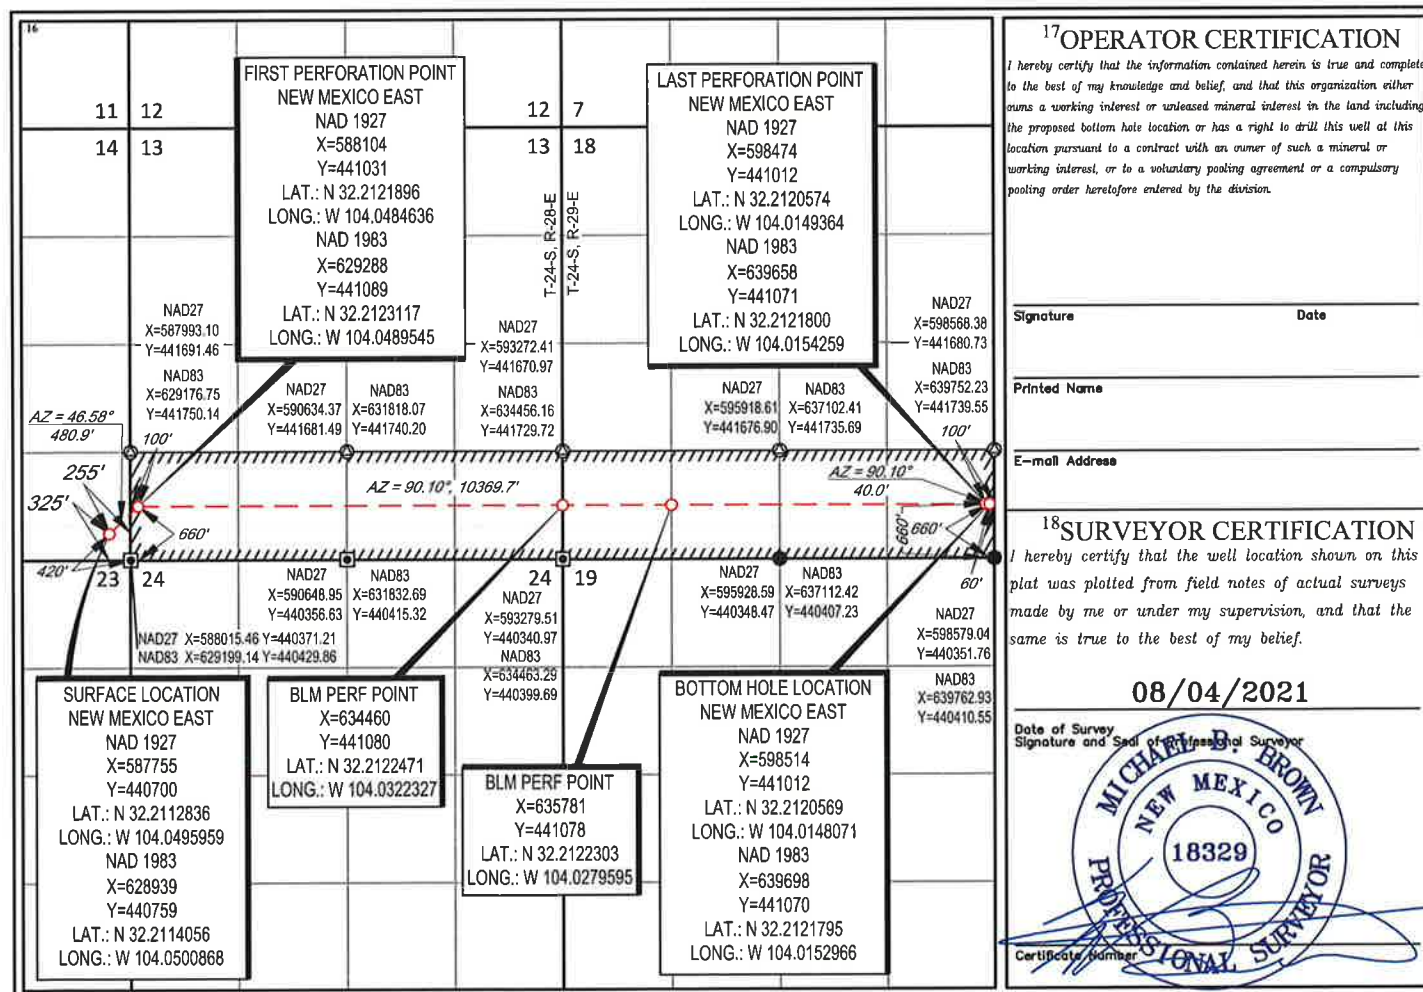 16
11 12
14 13
12 7
13 18
T-24-S, R-28-E
T-24-S, R-29-E
FIRST PERFORATION POINT
NEW MEXICO EAST
NAD 1927
X=588104
Y=441031
LAT.: N 32.2121896
LONG.: W 104.0484636
NAD 1983
X=629288
Y=441089
LAT.: N 32.2123117
LONG.: W 104.0489545
LAST PERFORATION POINT
NEW MEXICO EAST
NAD 1927
X=598474
Y=441012
LAT.: N 32.2120574
LONG.: W 104.0149364
NAD 1983
X=639658
Y=441071
LAT.: N 32.2121800
LONG.: W 104.0154259
NAD27
X=587993.10
Y=441691.46
NAD83
X=629176.75
Y=441750.14
NAD27
X=590634.37
Y=441681.49
NAD83
X=631818.07
Y=441740.20
NAD27
X=593272.41
Y=441670.97
NAD83
X=634456.16
Y=441729.72
NAD27
X=595918.61
Y=441676.90
NAD83
X=637102.41
Y=441735.69
NAD27
X=598568.38
Y=441680.73
NAD83
X=639752.23
Y=441739.55
AZ = 46.58°
480.9'
100'
255'
325'
660'
420'
AZ = 90.10°, 10369.7'
AZ = 90.10°
40.0'
100'
660'
660'
60'
23 24
24 19
NAD27 X=588015.46 Y=440371.21
NAD83 X=629199.14 Y=440429.86
NAD27
X=590648.95
Y=440356.63
NAD83
X=631832.69
Y=440415.32
NAD27
X=593279.51
Y=440340.97
NAD83
X=634463.29
Y=440399.69
NAD27
X=595928.59
Y=440348.47
NAD83
X=637112.42
Y=440407.23
NAD27
X=598579.04
Y=440351.76
NAD83
X=639762.93
Y=440410.55
SURFACE LOCATION
NEW MEXICO EAST
NAD 1927
X=587755
Y=440700
LAT.: N 32.2112836
LONG.: W 104.0495959
NAD 1983
X=628939
Y=440759
LAT.: N 32.2114056
LONG.: W 104.0500868
BLM PERF POINT
X=634460
Y=441080
LAT.: N 32.2122471
LONG.: W 104.0322327
BLM PERF POINT
X=635781
Y=441078
LAT.: N 32.2122303
LONG.: W 104.0279595
BOTTOM HOLE LOCATION
NEW MEXICO EAST
NAD 1927
X=598514
Y=441012
LAT.: N 32.2120569
LONG.: W 104.0148071
NAD 1983
X=639698
Y=441070
LAT.: N 32.2121795
LONG.: W 104.0152966
17OPERATOR CERTIFICATION
I hereby certify that the information contained herein is true and complete
to the best of my knowledge and belief, and that this organization either
owns a working interest or unleased mineral interest in the land including
the proposed bottom hole location or has a right to drill this well at this
location pursuant to a contract with an owner of such a mineral or
working interest, or to a voluntary pooling agreement or a compulsory
pooling order heretofore entered by the division.
Signature Date
Printed Name
E-mail Address
18SURVEYOR CERTIFICATION
I hereby certify that the well location shown on this
plat was plotted from field notes of actual surveys
made by me or under my supervision, and that the
same is true to the best of my belief.
08/04/2021
Date of Survey
Signature and Seal of Professional Surveyor
MICHAEL B. BROWN
NEW MEXICO
18329
PROFESSIONAL SURVEYOR
Certificate Number